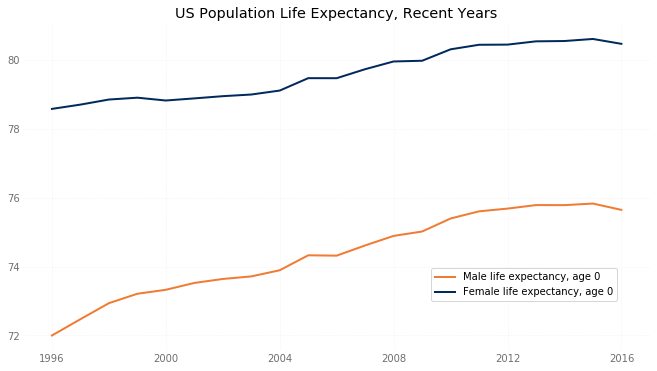 US Population Life Expectancy, Recent Years
80
78
76
74
72
Male life expectancy, age 0
Female life expectancy, age 0
1996 2000 2004 2008 2012 2016